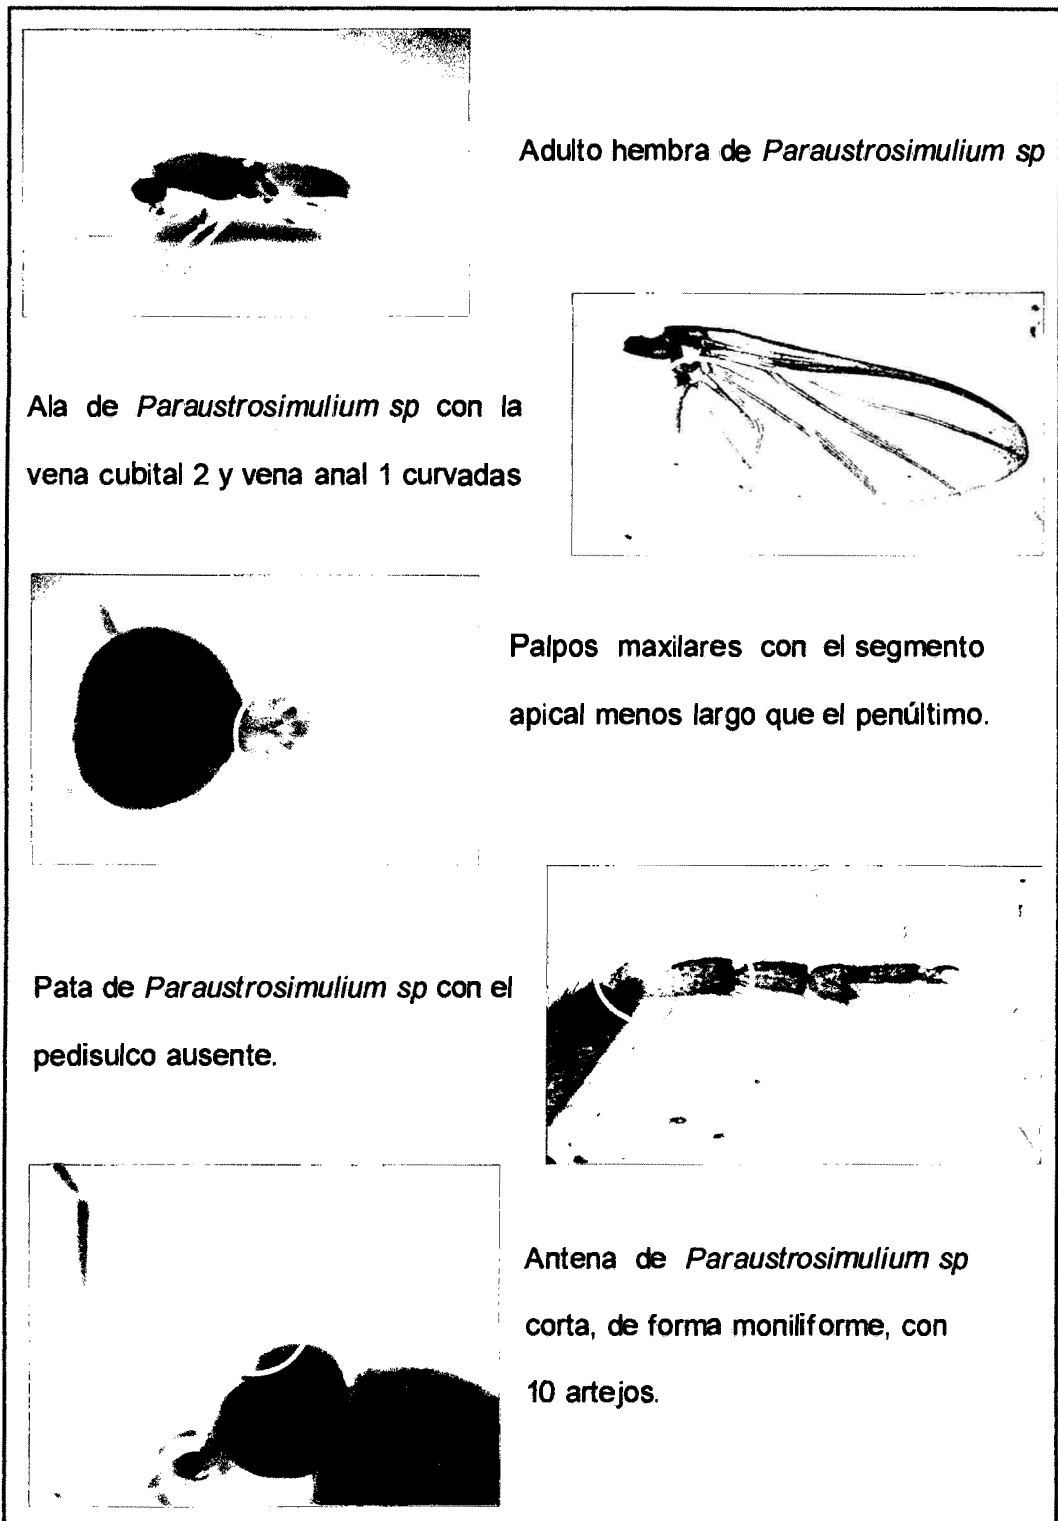 Adulto hembra de Paraustrosimulium sp
Ala de Paraustrosimulium sp con la
vena cubital 2 y vena anal 1 curvadas
Palpos maxilares con el segmento
apical menos largo que el penúltimo.
Pata de Paraustrosimulium sp con el
pedisulco ausente.
Antena de Paraustrosimulium sp
corta, de forma moniliforme, con
10 artejos.